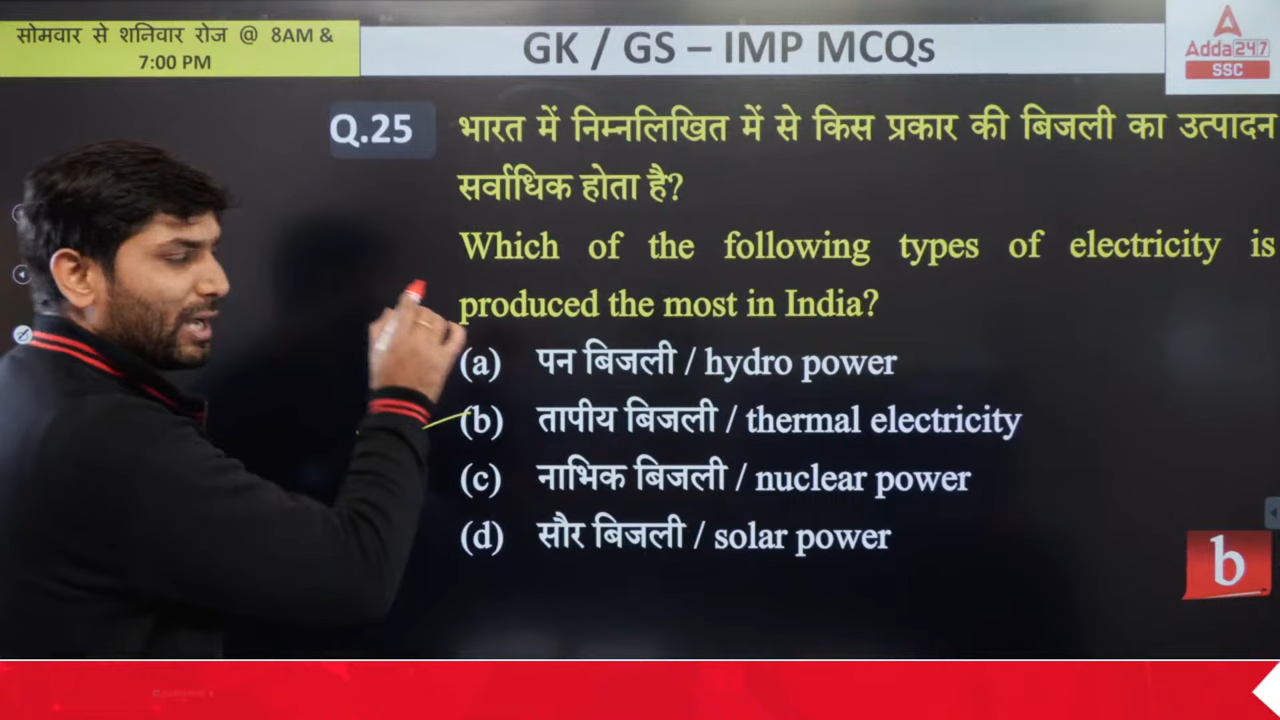 सोमवार से शनिवार रोज @ 8AM &
7:00 PM
GK / GS – IMP MCQs
Adda247
SSC
Q.25
भारत में निम्नलिखित में से किस प्रकार की बिजली का उत्पादन
सर्वाधिक होता है?
Which of the following types of electricity is
produced the most in India?
(a) पन बिजली / hydro power
(b) तापीय बिजली / thermal electricity
(c) नाभिक बिजली / nuclear power
(d) सौर बिजली / solar power
b